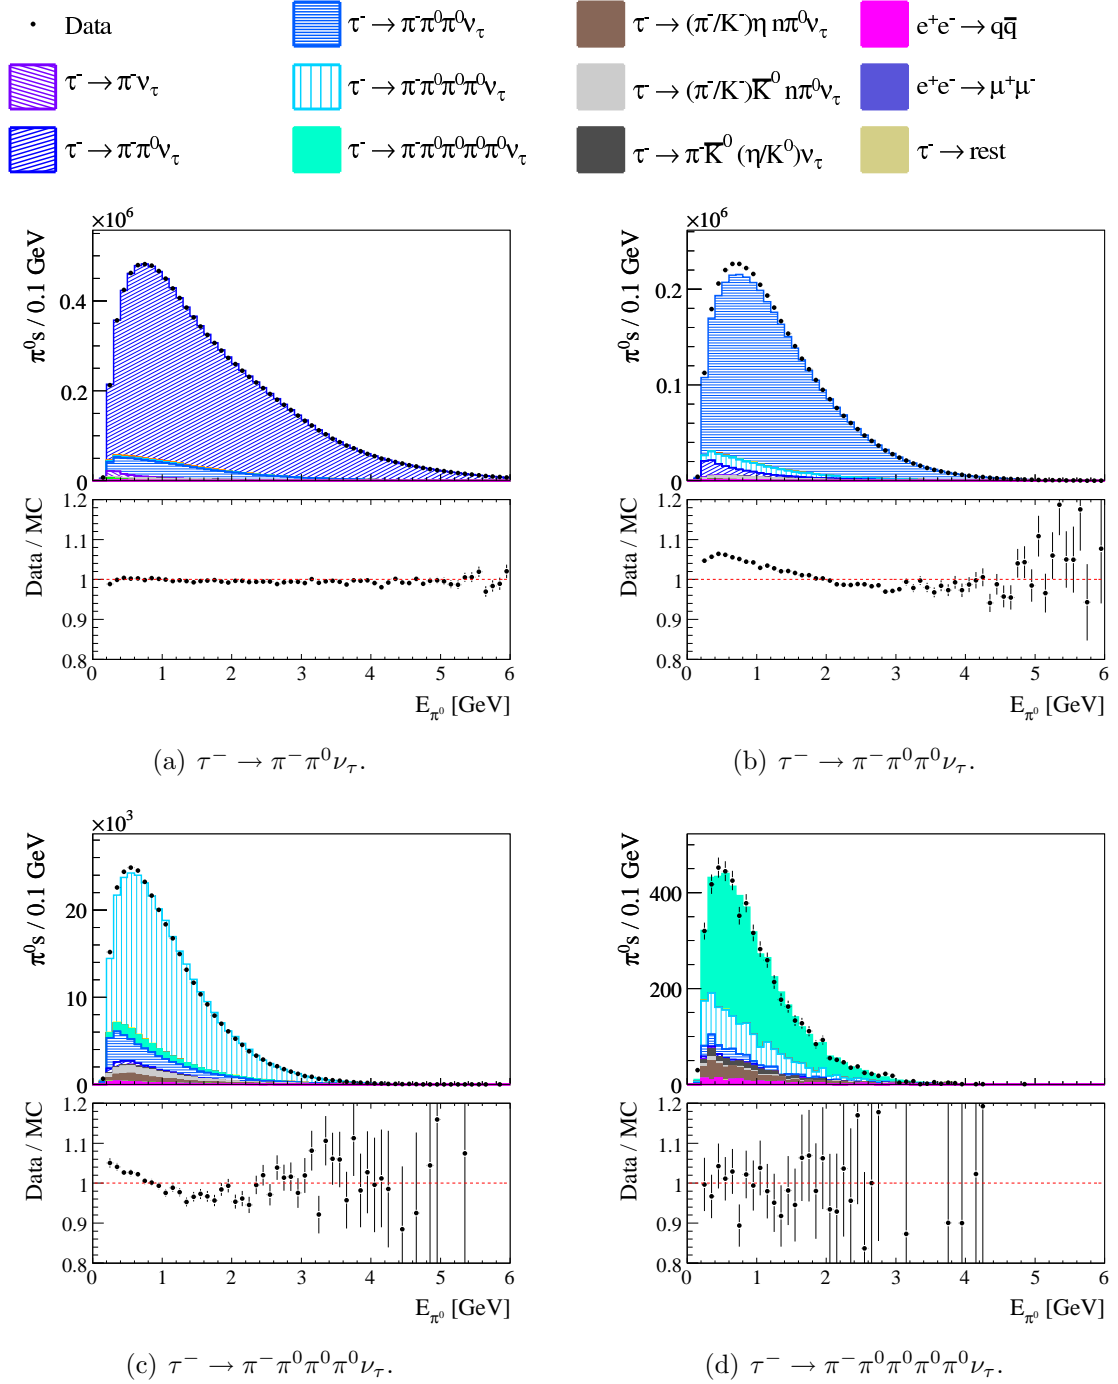 Data
τ⁻ → π⁻ν_τ
τ⁻ → π⁻π⁰ν_τ
τ⁻ → π⁻π⁰π⁰ν_τ
τ⁻ → π⁻π⁰π⁰π⁰ν_τ
τ⁻ → π⁻π⁰π⁰π⁰π⁰ν_τ
τ⁻ → (π⁻/K⁻)η nπ⁰ν_τ
τ⁻ → (π⁻/K⁻)K̅⁰ nπ⁰ν_τ
τ⁻ → π⁻K̅⁰ (η/K⁰)ν_τ
e⁺e⁻ → qq̅
e⁺e⁻ → μ⁺μ⁻
τ⁻ → rest
×10⁶
π⁰s / 0.1 GeV
0.4
0.2
0
Data / MC
1.2
1.1
1
0.9
0.8
0 1 2 3 4 5 6
E_π⁰ [GeV]
(a) τ⁻ → π⁻π⁰ν_τ.
×10⁶
π⁰s / 0.1 GeV
0.2
0.1
0
Data / MC
1.2
1.1
1
0.9
0.8
0 1 2 3 4 5 6
E_π⁰ [GeV]
(b) τ⁻ → π⁻π⁰π⁰ν_τ.
×10³
π⁰s / 0.1 GeV
20
10
0
Data / MC
1.2
1.1
1
0.9
0.8
0 1 2 3 4 5 6
E_π⁰ [GeV]
(c) τ⁻ → π⁻π⁰π⁰π⁰ν_τ.
π⁰s / 0.1 GeV
400
200
0
Data / MC
1.2
1.1
1
0.9
0.8
0 1 2 3 4 5 6
E_π⁰ [GeV]
(d) τ⁻ → π⁻π⁰π⁰π⁰π⁰ν_τ.